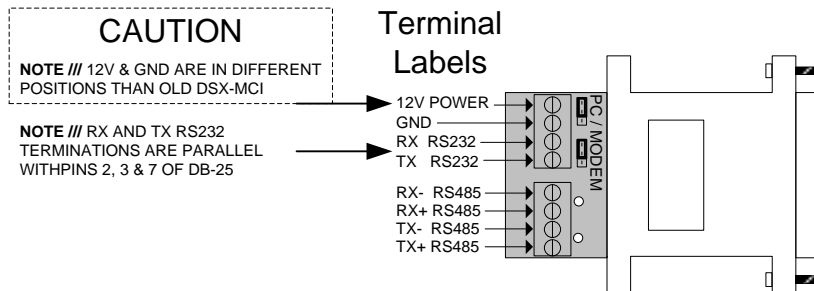 CAUTION
NOTE /// 12V & GND ARE IN DIFFERENT
POSITIONS THAN OLD DSX-MCI
NOTE /// RX AND TX RS232
TERMINATIONS ARE PARALLEL
WITHPINS 2, 3 & 7 OF DB-25
Terminal
Labels
12V POWER
GND
RX RS232
TX RS232
RX- RS485
RX+ RS485
TX- RS485
TX+ RS485
PC / MODEM